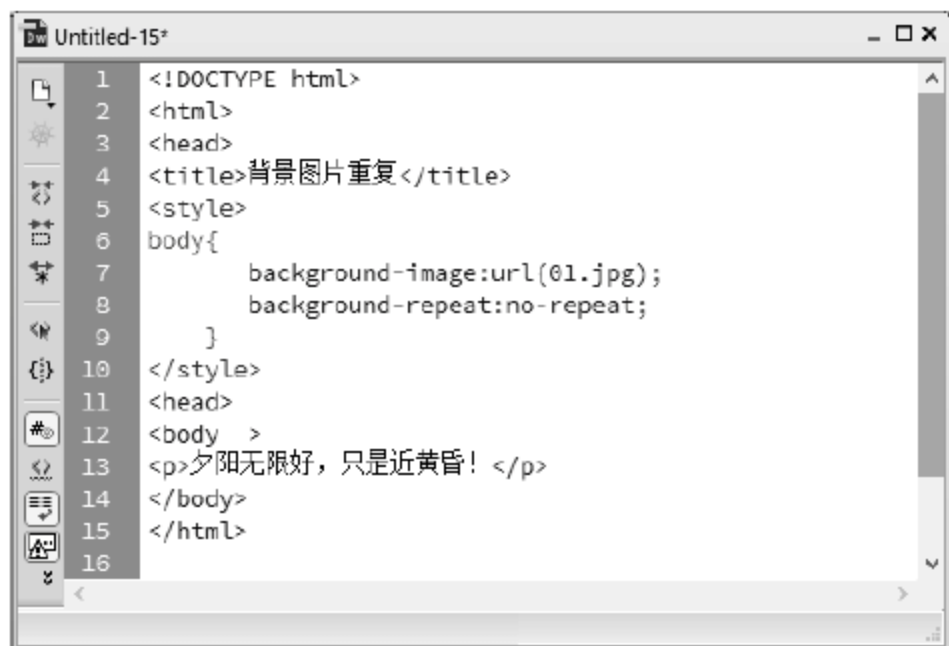 Untitled-15*
1 <!DOCTYPE html>
2 <html>
3 <head>
4 <title>背景图片重复</title>
5 <style>
6 body{
7 background-image:url(01.jpg);
8 background-repeat:no-repeat;
9 }
10 </style>
11 <head>
12 <body  >
13 <p>夕阳无限好，只是近黄昏！</p>
14 </body>
15 </html>
16